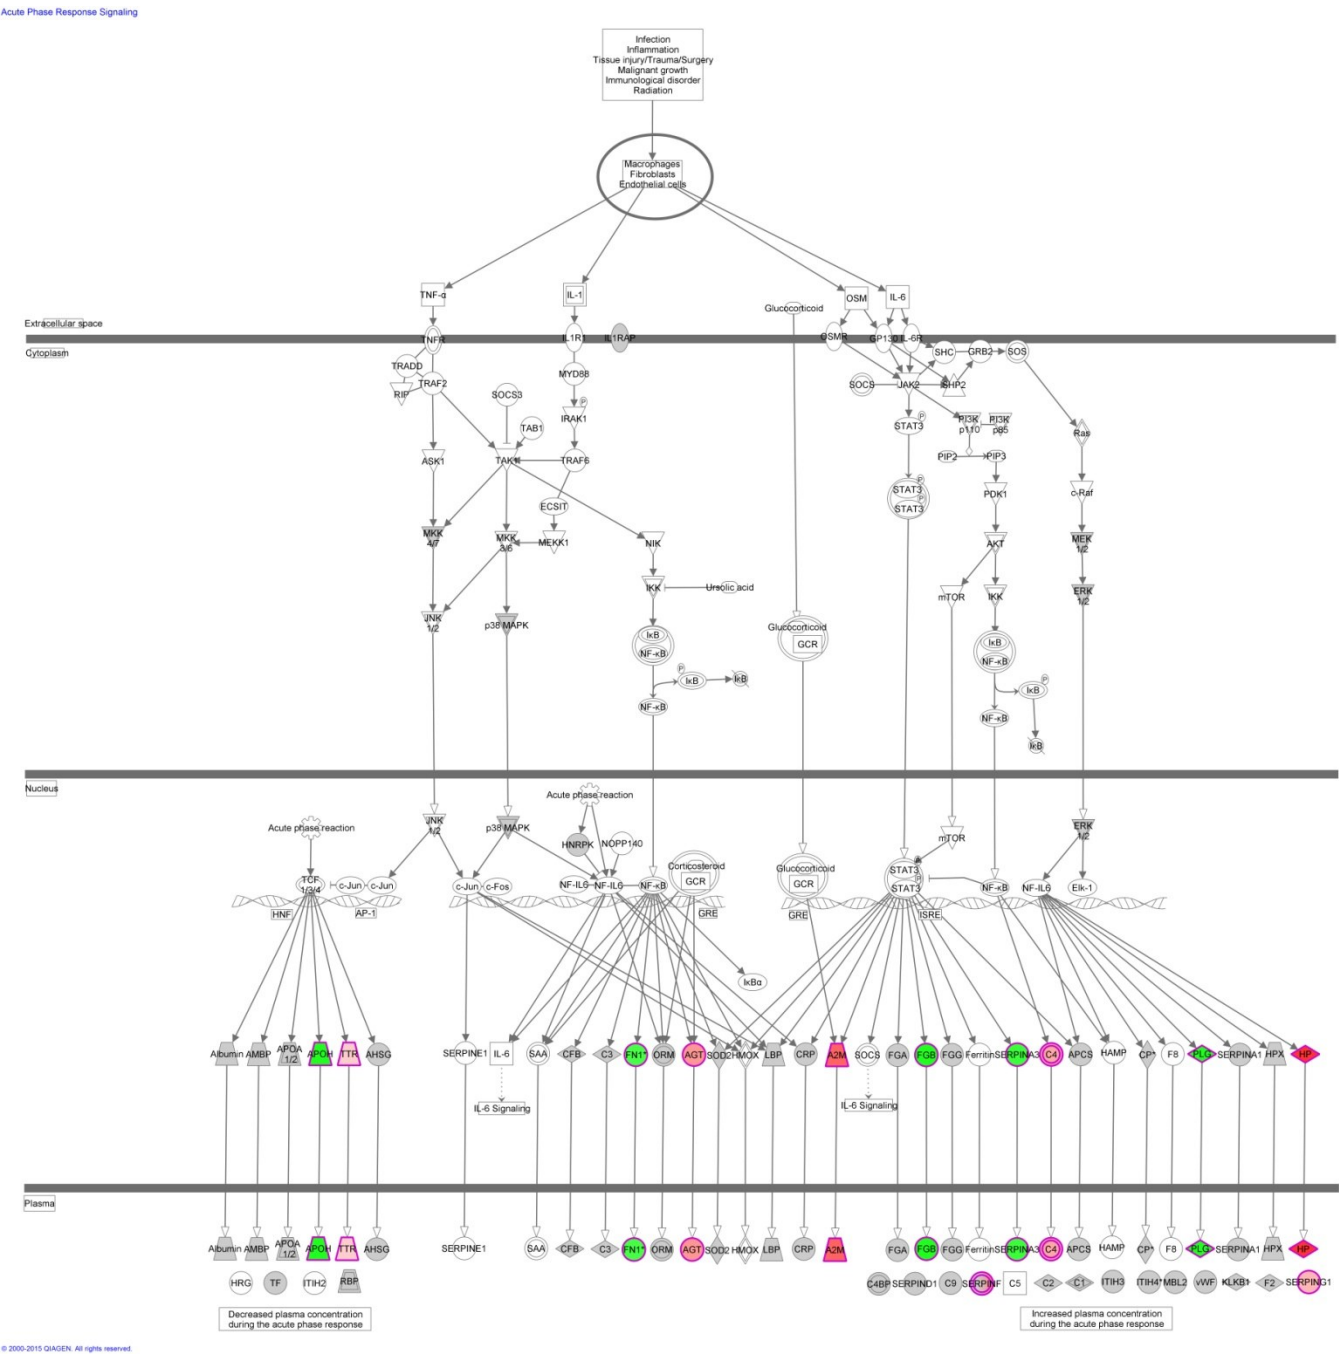 Acute Phase Response Signaling
Infection
Inflammation
Tissue injury/Trauma/Surgery
Malignant growth
Immunological disorder
Radiation
Macrophages
Fibroblasts
Endothelial cells
TNF-α
IL-1
OSM
IL-6
Glucocorticoid
Extracellular space
TNFR
IL1R1
IL1RAP
OSMR
GP130
IL-6R
Cytoplasm
SHC
GRB2
SOS
TRADD
TRAF2
RIP
MYD88
SOCS
JAK2
SHP2
SOCS3
IRAK1
P
TAB1
STAT3
P
PI3K
p110
PI3K
p85
Ras
ASK1
TAK1
TRAF6
PIP2
PIP3
STAT3
P
STAT3
P
PDK1
c-Raf
ECSIT
MKK
4/7
MKK
3/6
MEKK1
NIK
AKT
MEK
1/2
IKK
Ursolic acid
mTOR
IKK
ERK
1/2
JNK
1/2
p38 MAPK
Glucocorticoid
GCR
IκB
NF-κB
IκB
NF-κB
P
IκB
IκB
P
IκB
NF-κB
NF-κB
IκB
Nucleus
Acute phase reaction
Acute phase reaction
JNK
1/2
p38 MAPK
HNRPK
NOPP140
ERK
1/2
mTOR
Corticosteroid
GCR
Glucocorticoid
GCR
STAT3
P
STAT3
P
TCF
1/3/4
c-Jun
c-Jun
c-Jun
c-Fos
NF-IL6
NF-IL6
NF-κB
NF-κB
NF-IL6
Elk-1
HNF
AP-1
GRE
GRE
ISRE
IκBα
Albumin
AMBP
APOA
1/2
APOH
TTR
AHSG
SERPINE1
IL-6
SAA
CFB
C3
FN1*
ORM
AGT
SOD2
HMOX
LBP
CRP
A2M
SOCS
FGA
FGB
FGG
Ferritin
SERPINA3
C4
APCS
HAMP
CP*
F8
PLG
SERPINA1
HPX
HP
IL-6 Signaling
IL-6 Signaling
Plasma
Albumin
AMBP
APOA
1/2
APOH
TTR
AHSG
SERPINE1
SAA
CFB
C3
FN1*
ORM
AGT
SOD2
HMOX
LBP
CRP
A2M
FGA
FGB
FGG
Ferritin
SERPINA3
C4
APCS
HAMP
CP*
F8
PLG
SERPINA1
HPX
HP
HRG
TF
ITIH2
RBP
C4BP
SERPIND1
C9
SERPINF
C5
C2
C1
ITIH3
ITIH4*
MBL2
vWF
KLKB1
F2
SERPING1
Decreased plasma concentration
during the acute phase response
Increased plasma concentration
during the acute phase response
© 2000-2015 QIAGEN. All rights reserved.